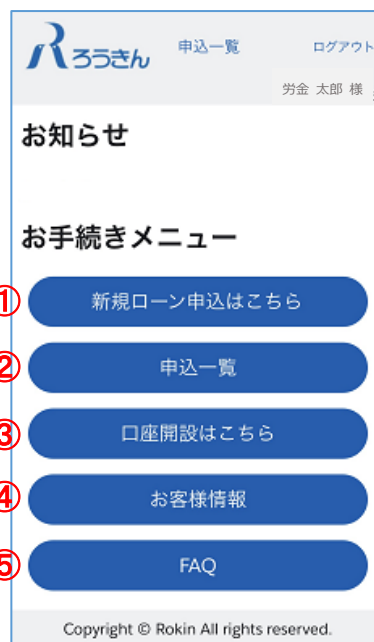 ろうきん
申込一覧
ログアウト
労金 太郎 様
お知らせ
お手続きメニュー
① 新規ローン申込はこちら
② 申込一覧
③ 口座開設はこちら
④ お客様情報
⑤ FAQ
Copyright © Rokin All rights reserved.